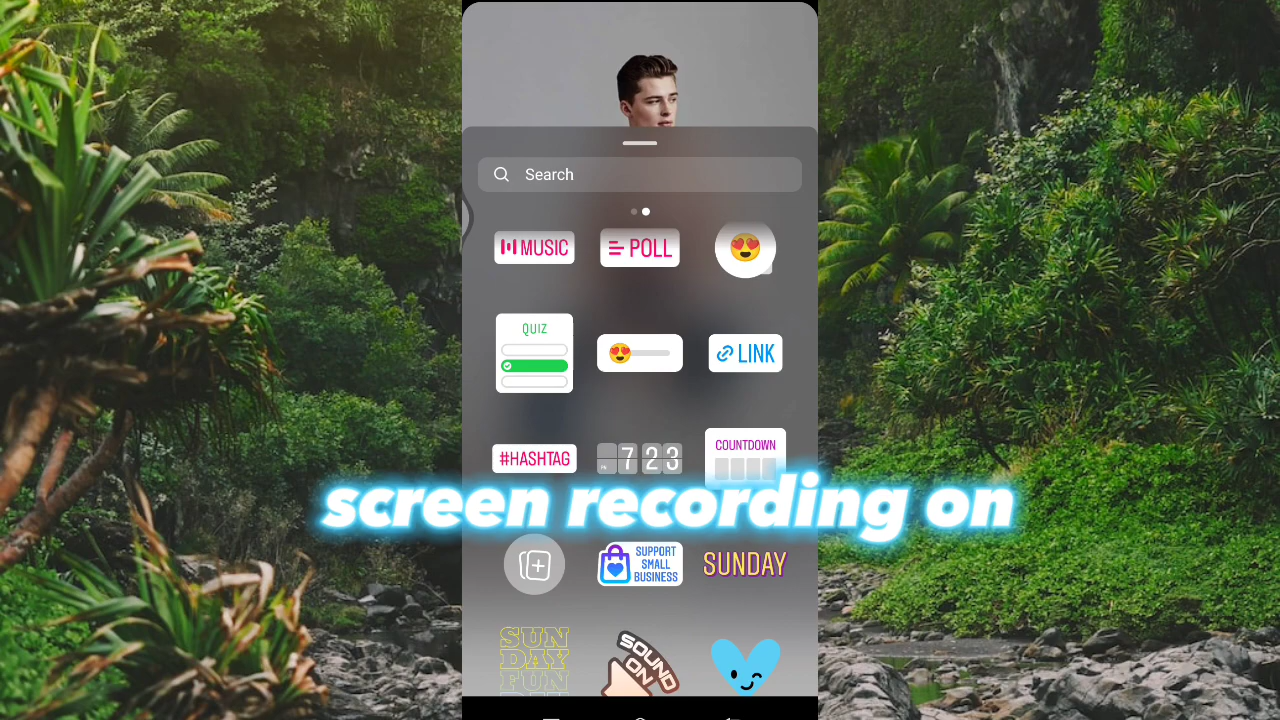 Search
MUSIC
POLL
QUIZ
LINK
#HASHTAG
PM 7 23
COUNTDOWN
screen recording on
SUPPORT
SMALL
BUSINESS
SUNDAY
SUN
DAY
FUN
SOUND
ON